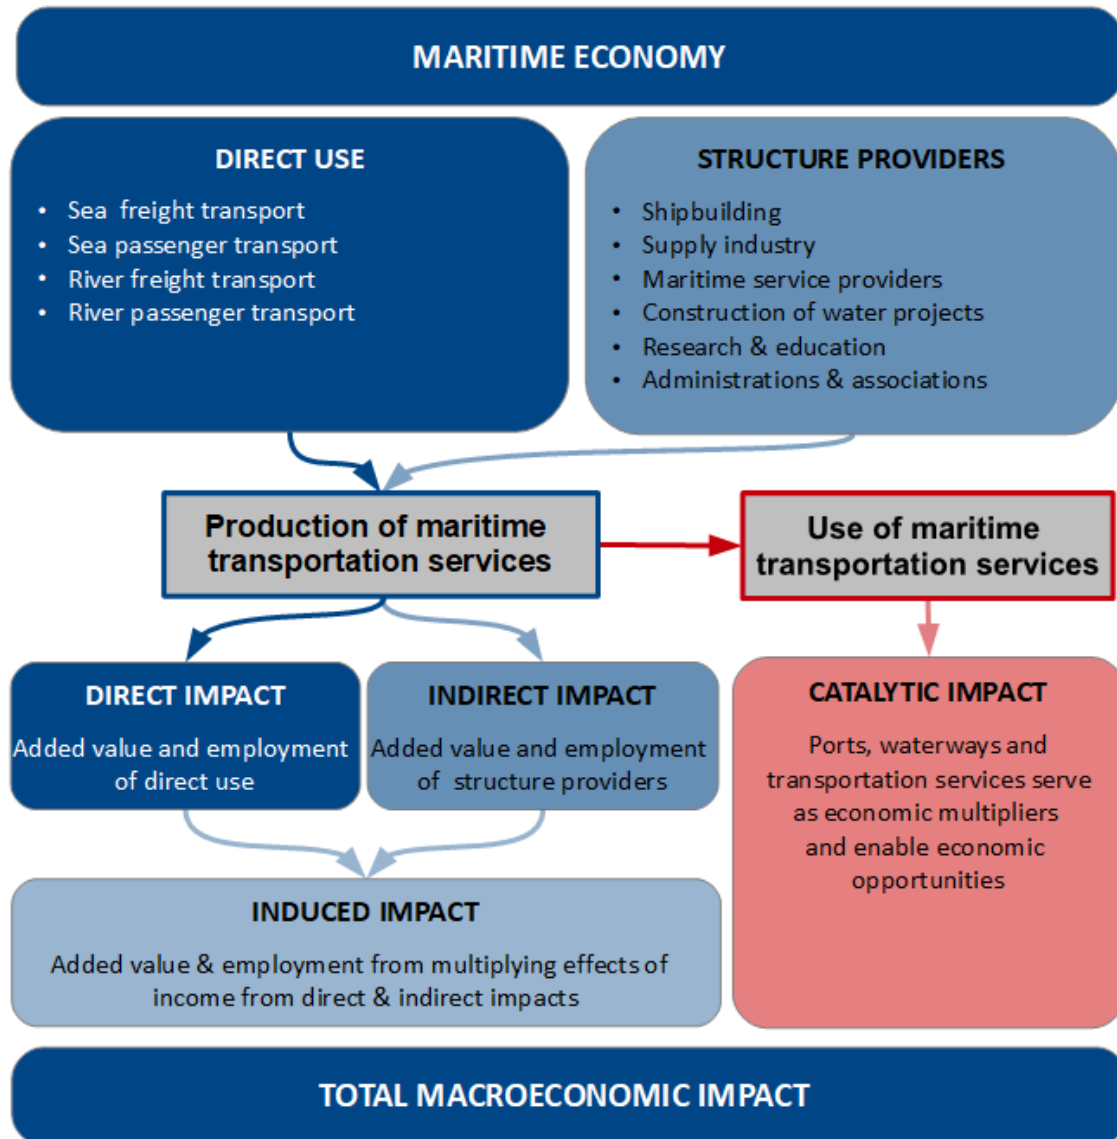 MARITIME ECONOMY
DIRECT USE
• Sea freight transport
• Sea passenger transport
• River freight transport
• River passenger transport
STRUCTURE PROVIDERS
• Shipbuilding
• Supply industry
• Maritime service providers
• Construction of water projects
• Research & education
• Administrations & associations
Production of maritime
transportation services
Use of maritime
transportation services
DIRECT IMPACT
Added value and employment
of direct use
INDIRECT IMPACT
Added value and employment
of structure providers
CATALYTIC IMPACT
Ports, waterways and
transportation services serve
as economic multipliers
and enable economic
opportunities
INDUCED IMPACT
Added value & employment from multiplying effects of
income from direct & indirect impacts
TOTAL MACROECONOMIC IMPACT